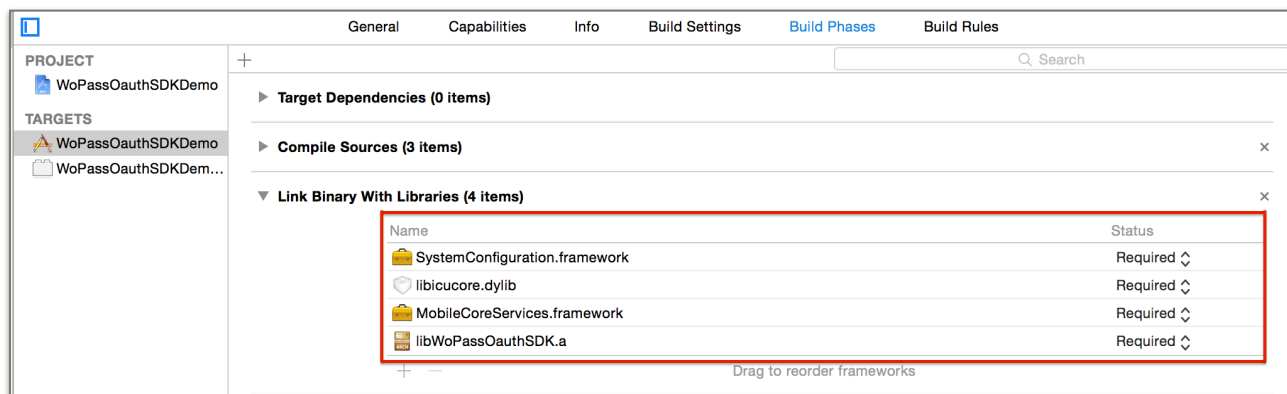 General Capabilities Info Build Settings Build Phases Build Rules
PROJECT
WoPassOauthSDKDemo
TARGETS
WoPassOauthSDKDemo
WoPassOauthSDKDem...
Search
Target Dependencies (0 items)
Compile Sources (3 items)
Link Binary With Libraries (4 items)
Name Status
SystemConfiguration.framework Required
libicucore.dylib Required
MobileCoreServices.framework Required
libWoPassOauthSDK.a Required
Drag to reorder frameworks